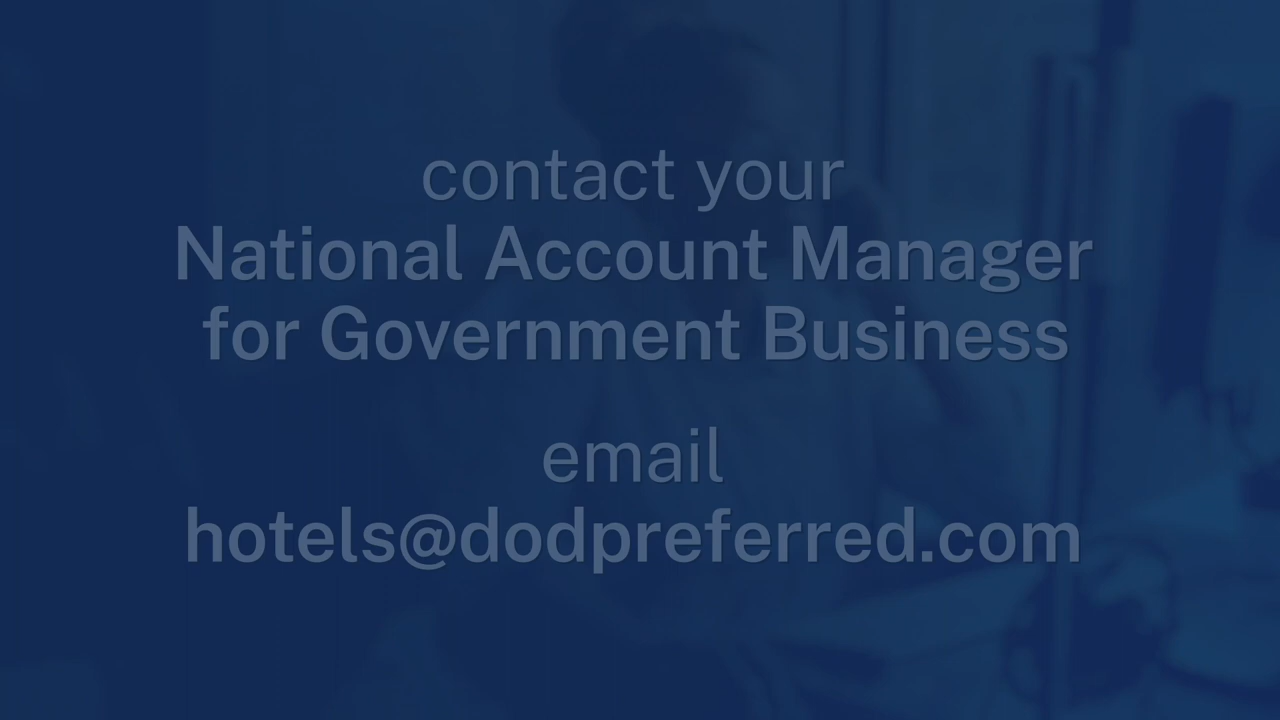 contact your
National Account Manager
for Government Business
email
hotels@dodpreferred.com